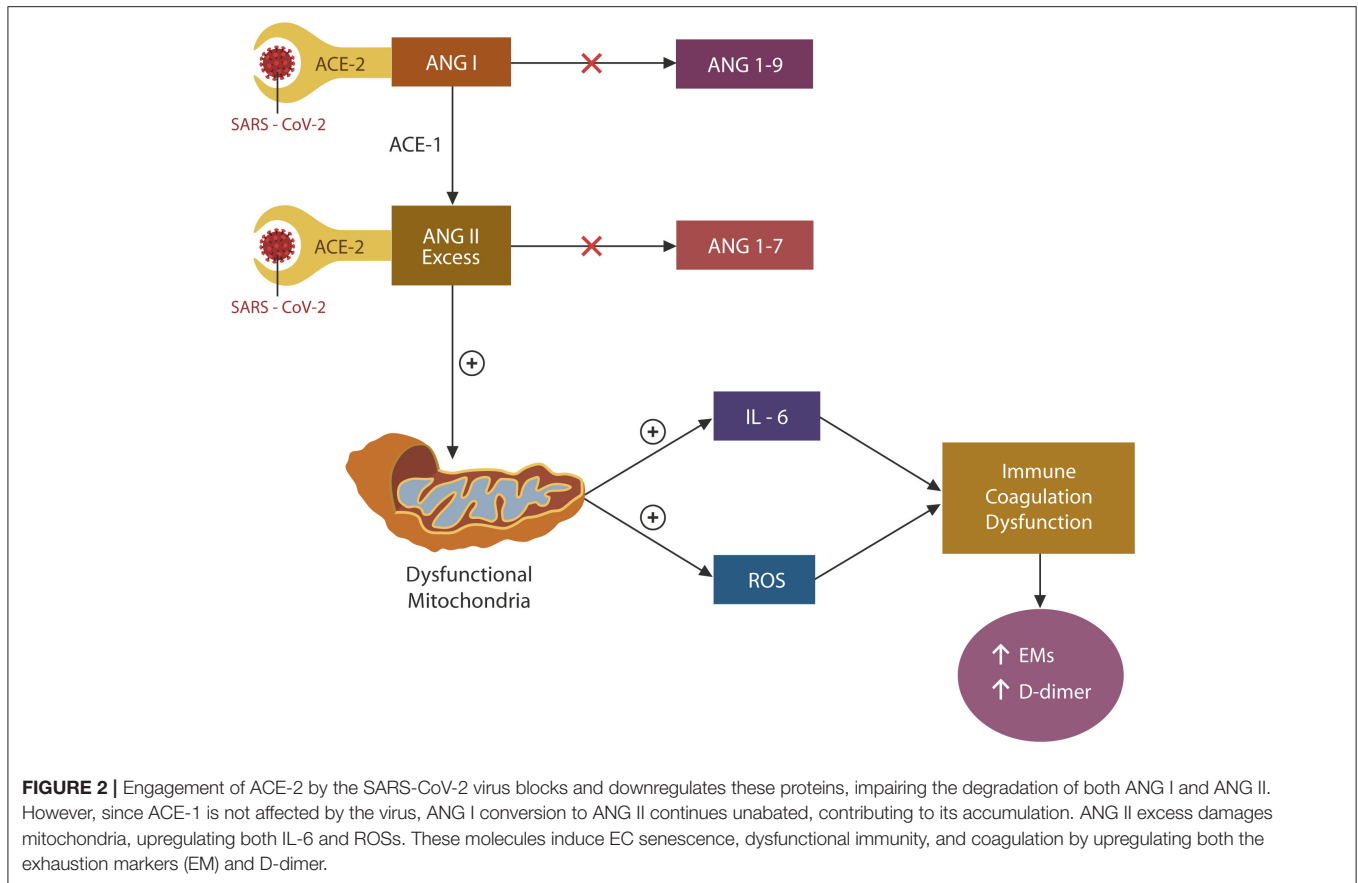 ACE-2
ANG I
ANG 1-9
SARS - CoV-2
ACE-1
ACE-2
ANG II
Excess
ANG 1-7
SARS - CoV-2
+
IL - 6
+
Immune
Coagulation
Dysfunction
+
ROS
Dysfunctional
Mitochondria
↑ EMs
↑ D-dimer
FIGURE 2 | Engagement of ACE-2 by the SARS-CoV-2 virus blocks and downregulates these proteins, impairing the degradation of both ANG I and ANG II.
However, since ACE-1 is not affected by the virus, ANG I conversion to ANG II continues unabated, contributing to its accumulation. ANG II excess damages
mitochondria, upregulating both IL-6 and ROSs. These molecules induce EC senescence, dysfunctional immunity, and coagulation by upregulating both the
exhaustion markers (EM) and D-dimer.